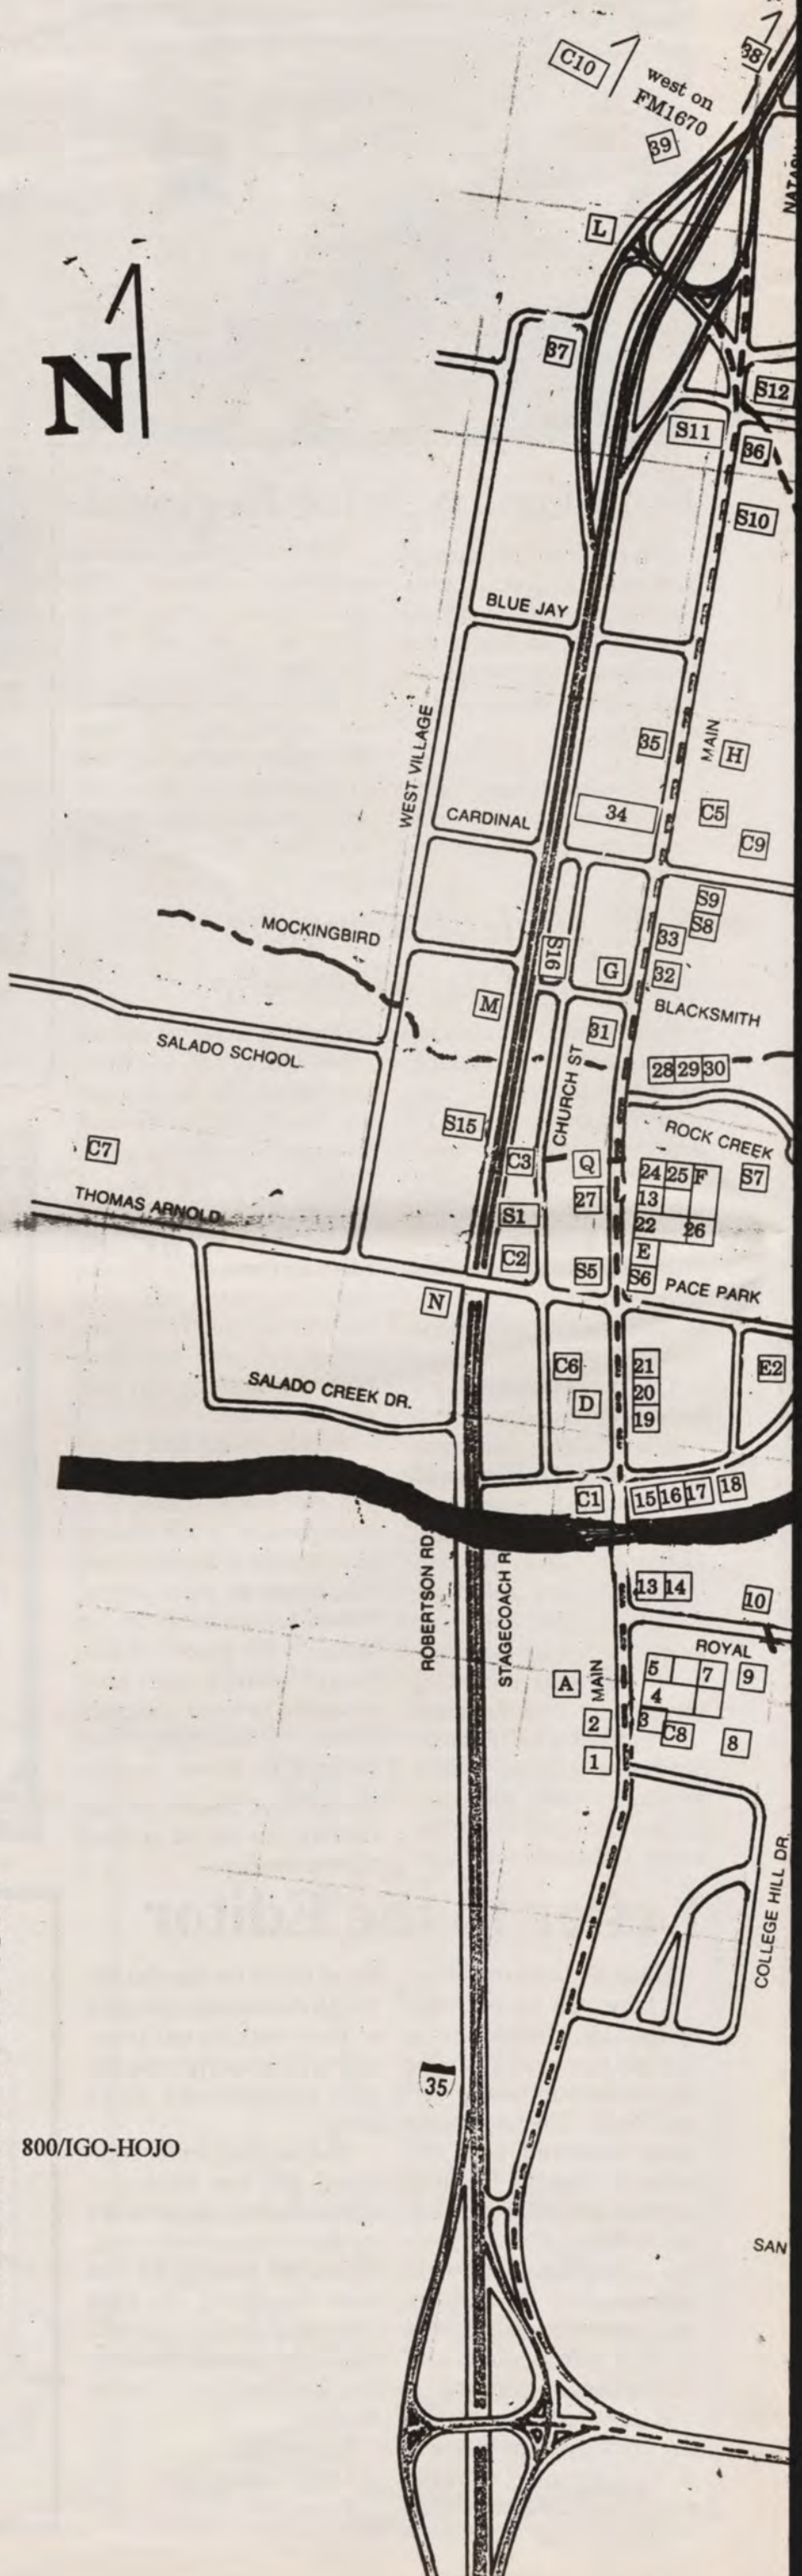 38
C10
west on
FM1670
39
NATASH
L
N
37
S12
S11
36
S10
BLUE JAY
WEST VILLAGE
35
MAIN
H
34
C5
CARDINAL
C9
S9
S8
MOCKINGBIRD
33
S16
G
32
M
BLACKSMITH
31
SALADO SCHOOL
CHURCH ST
28 29 30
S15
ROCK CREEK
C7
C3
Q
24 25 F
S7
THOMAS ARNOLD
27
13
S1
22 26
C2
E
S5
S6
PACE PARK
N
C6
21
E2
SALADO CREEK DR.
20
D
19
C1
15 16 17 18
ROBERTSON RD.
STAGECOACH R
13 14
10
ROYAL
A
MAIN
5 7 9
4
2
3
C8
8
1
COLLEGE HILL DR.
35
800/IGO-HOJO
SAN